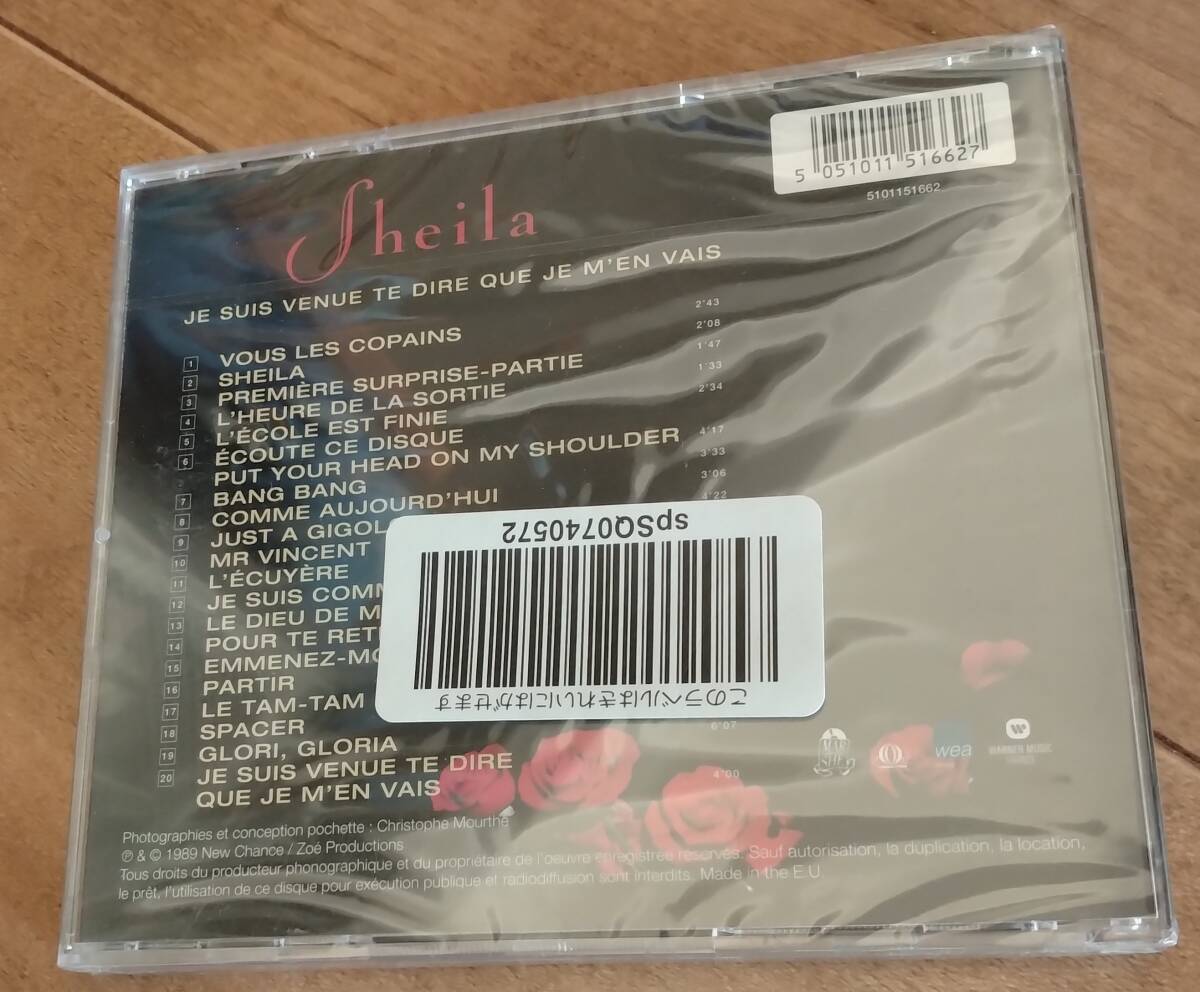 5 051011 516627
5101151662
Sheila
JE SUIS VENUE TE DIRE QUE JE M'EN VAIS
1 VOUS LES COPAINS 2'43
2 SHEILA 2'08
3 PREMIÈRE SURPRISE-PARTIE 1'47
4 L'HEURE DE LA SORTIE 1'33
5 L'ÉCOLE EST FINIE 2'34
6 ÉCOUTE CE DISQUE
PUT YOUR HEAD ON MY SHOULDER 4'17
7 BANG BANG 3'33
8 COMME AUJOURD'HUI 3'06
9 JUST A GIGOL 4'22
10 MR VINCENT
11 L'ÉCUYÈRE
12 JE SUIS COMM
13 LE DIEU DE M
14 POUR TE RET
15 EMMENEZ-MO
16 PARTIR
17 LE TAM-TAM
18 SPACER 6'07
19 GLORI, GLORIA
20 JE SUIS VENUE TE DIRE
QUE JE M'EN VAIS 4'00
spSQ0740572
このラベルはきれいにはがせます
MAR
SHE
wea
WARNER MUSIC
FRANCE
Photographies et conception pochette : Christophe Mourthé
℗ & © 1989 New Chance / Zoé Productions
Tous droits du producteur phonographique et du propriétaire de l'oeuvre enregistrée réservés. Sauf autorisation, la duplication, la location,
le prêt, l'utilisation de ce disque pour exécution publique et radiodiffusion sont interdits. Made in the E.U.